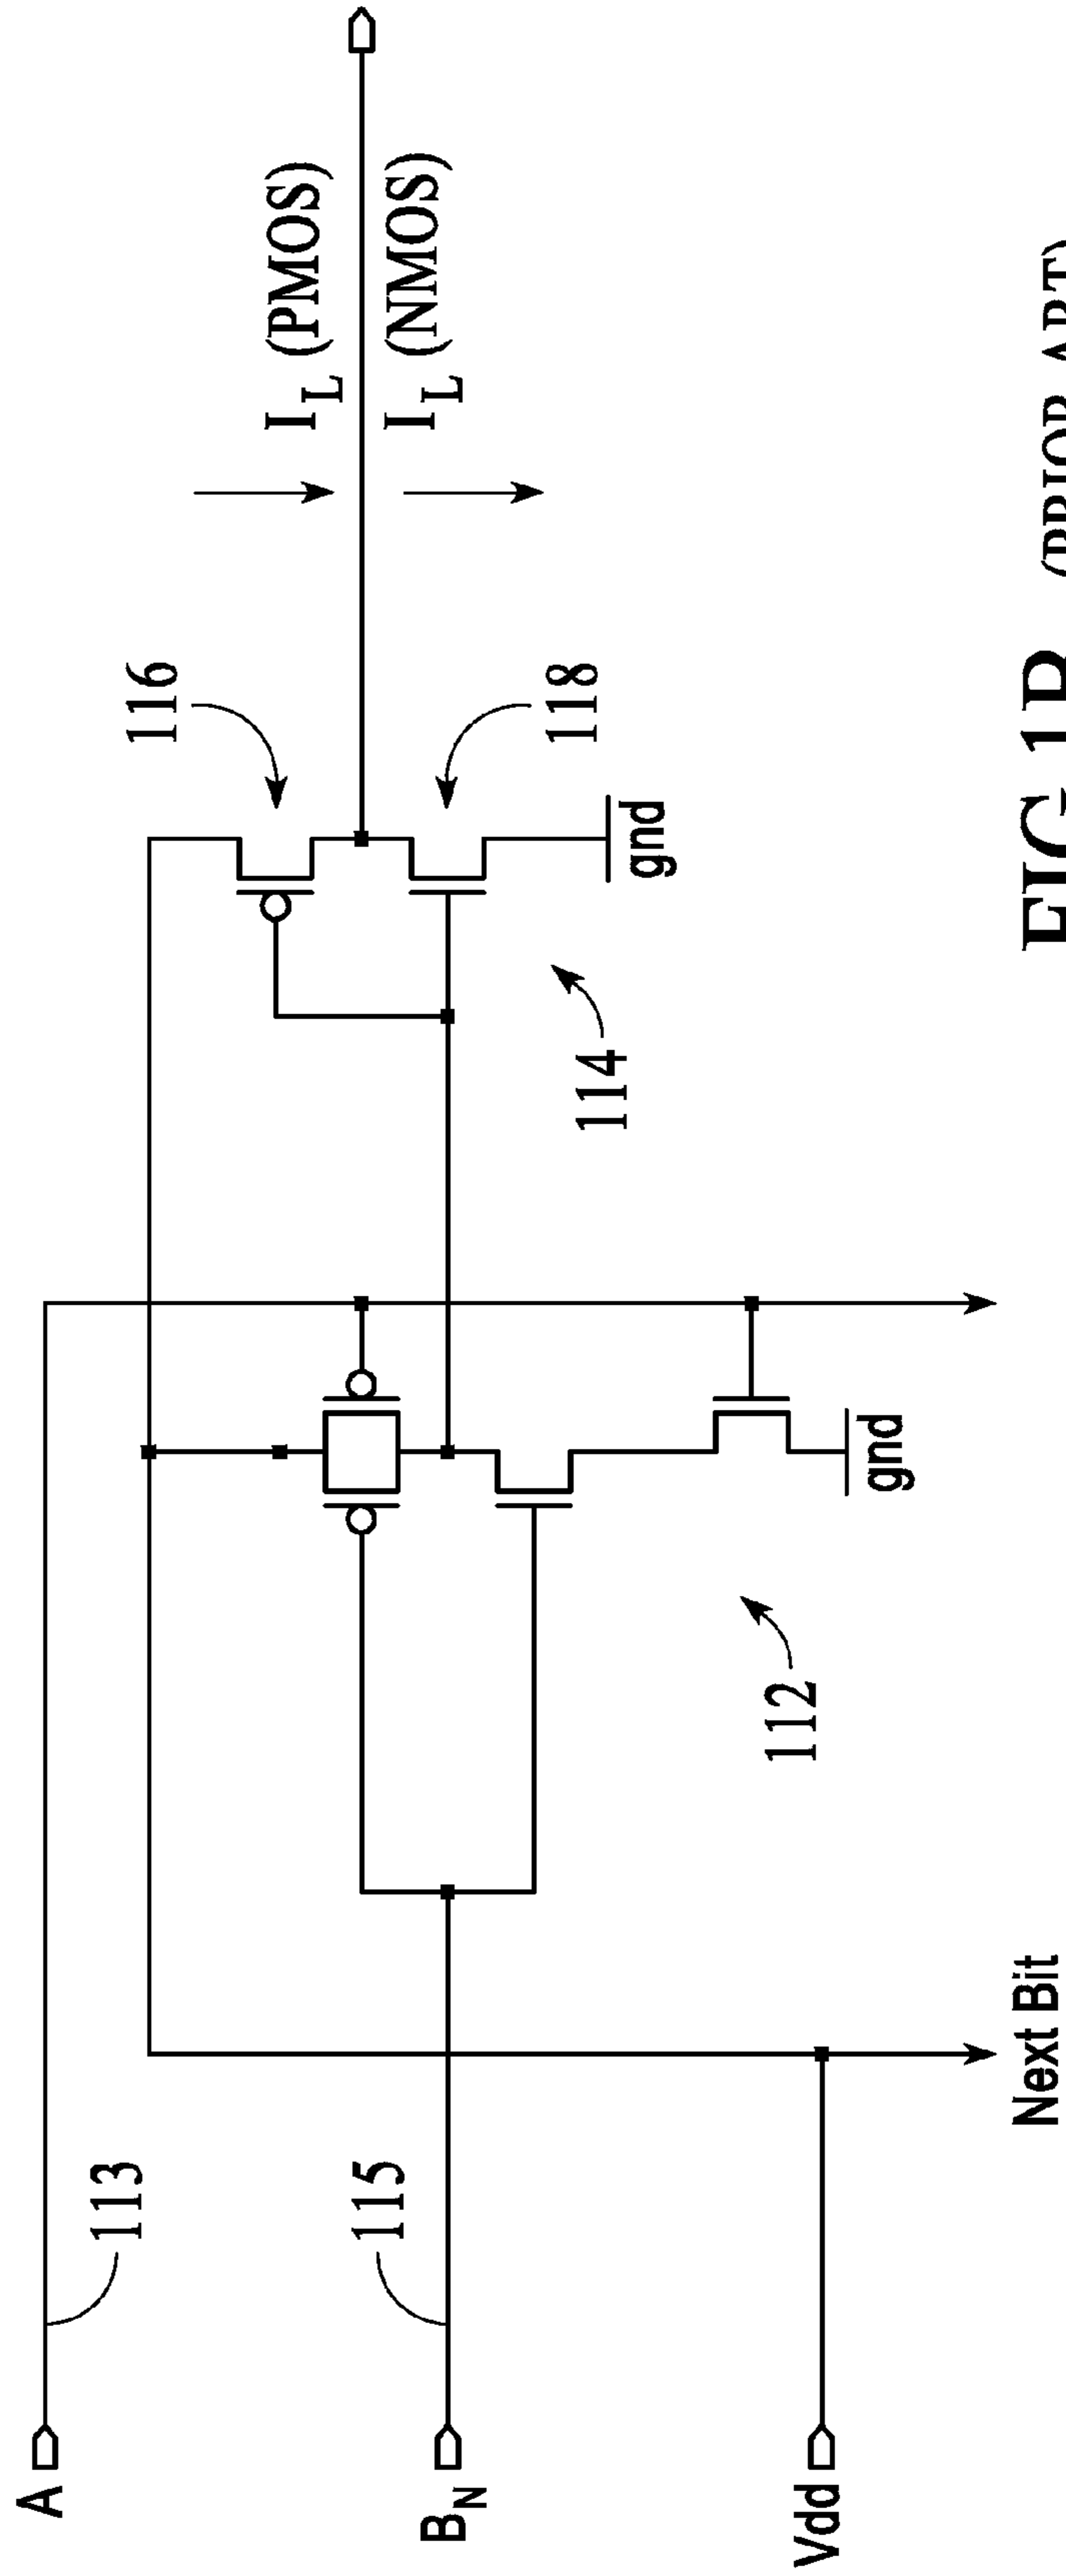 A
113
116
I_L (PMOS)
I_L (NMOS)
B_N
115
118
gnd
114
112
gnd
Vdd
Next Bit
FIG.1B (PRIOR ART)